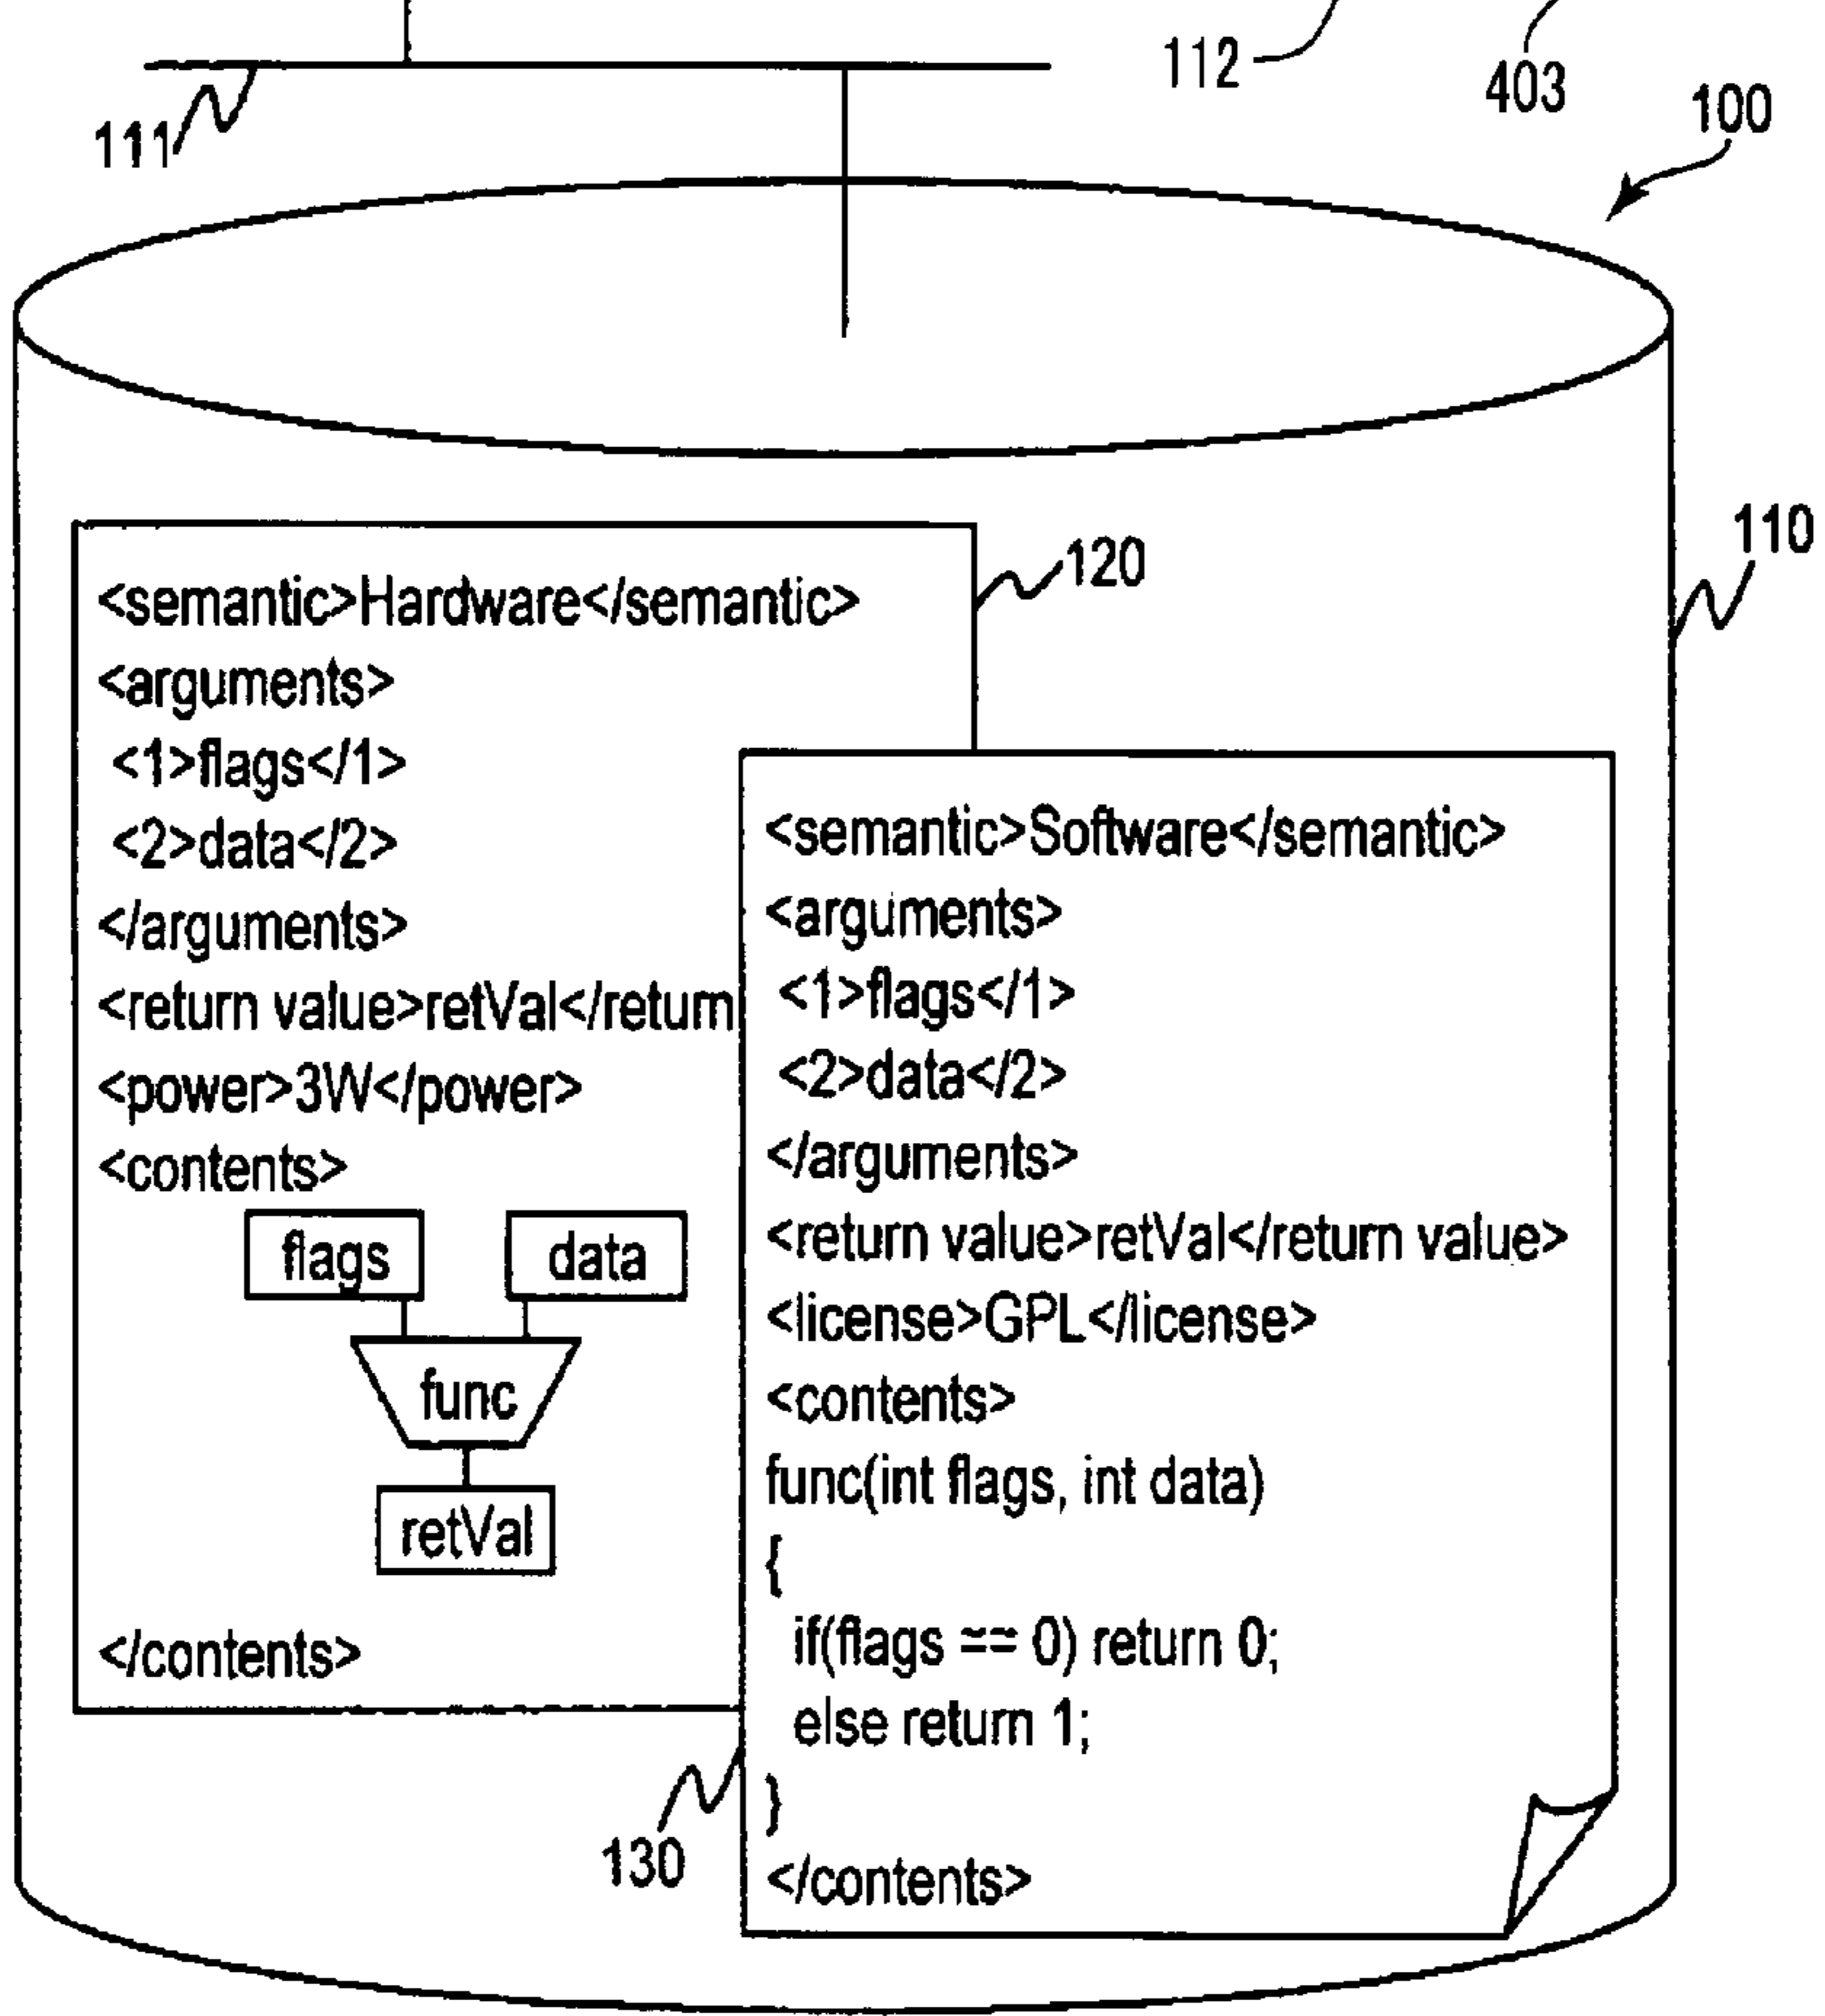 112
403
100
111
110
120
<semantic>Hardware</semantic>
<arguments>
<1>flags</1>
<2>data</2>
</arguments>
<return value>retVal</return
<power>3W</power>
<contents>
flags data
func
retVal
</contents>
<semantic>Software</semantic>
<arguments>
<1>flags</1>
<2>data</2>
</arguments>
<return value>retVal</return value>
<license>GPL</license>
<contents>
func(int flags, int data)
{
if(flags == 0) return 0;
else return 1;
}
</contents>
130